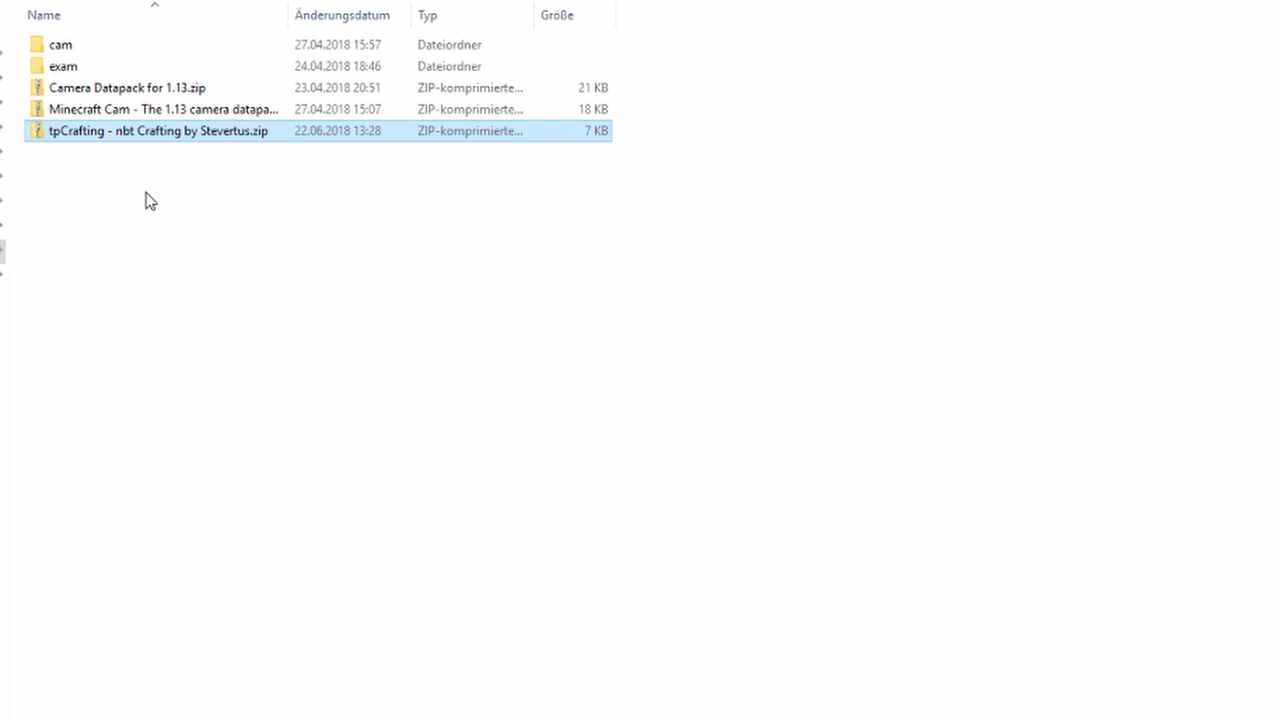 Name Änderungsdatum Typ Größe
cam 27.04.2018 15:57 Dateiordner
exam 24.04.2018 18:46 Dateiordner
Camera Datapack for 1.13.zip 23.04.2018 20:51 ZIP-komprimierte... 21 KB
Minecraft Cam - The 1.13 camera datapa... 27.04.2018 15:07 ZIP-komprimierte... 18 KB
tpCrafting - nbt Crafting by Stevertus.zip 22.06.2018 13:28 ZIP-komprimierte... 7 KB